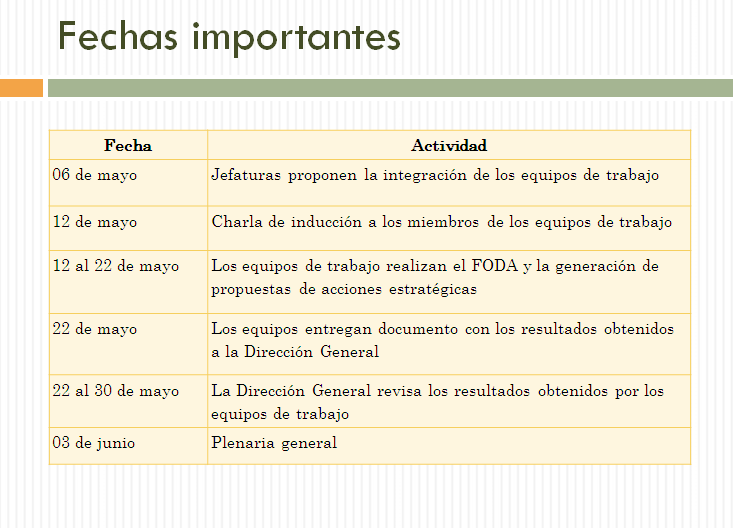 Fechas importantes
Fecha Actividad
06 de mayo Jefaturas proponen la integración de los equipos de trabajo
12 de mayo Charla de inducción a los miembros de los equipos de trabajo
12 al 22 de mayo Los equipos de trabajo realizan el FODA y la generación de
propuestas de acciones estratégicas
22 de mayo Los equipos entregan documento con los resultados obtenidos
a la Dirección General
22 al 30 de mayo La Dirección General revisa los resultados obtenidos por los
equipos de trabajo
03 de junio Plenaria general